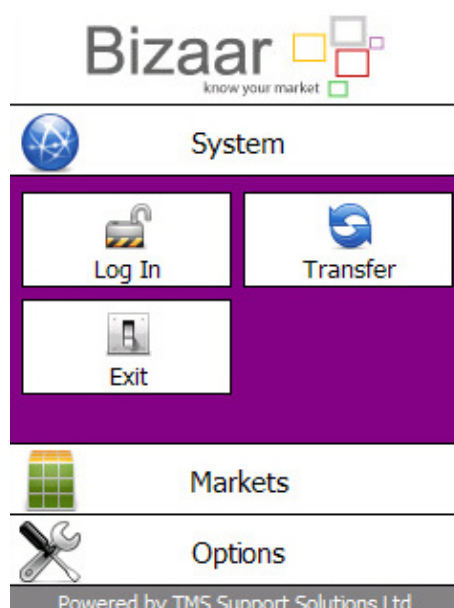 Bizaar
know your market
System
Log In
Transfer
Exit
Markets
Options
Powered by TMS Support Solutions Ltd